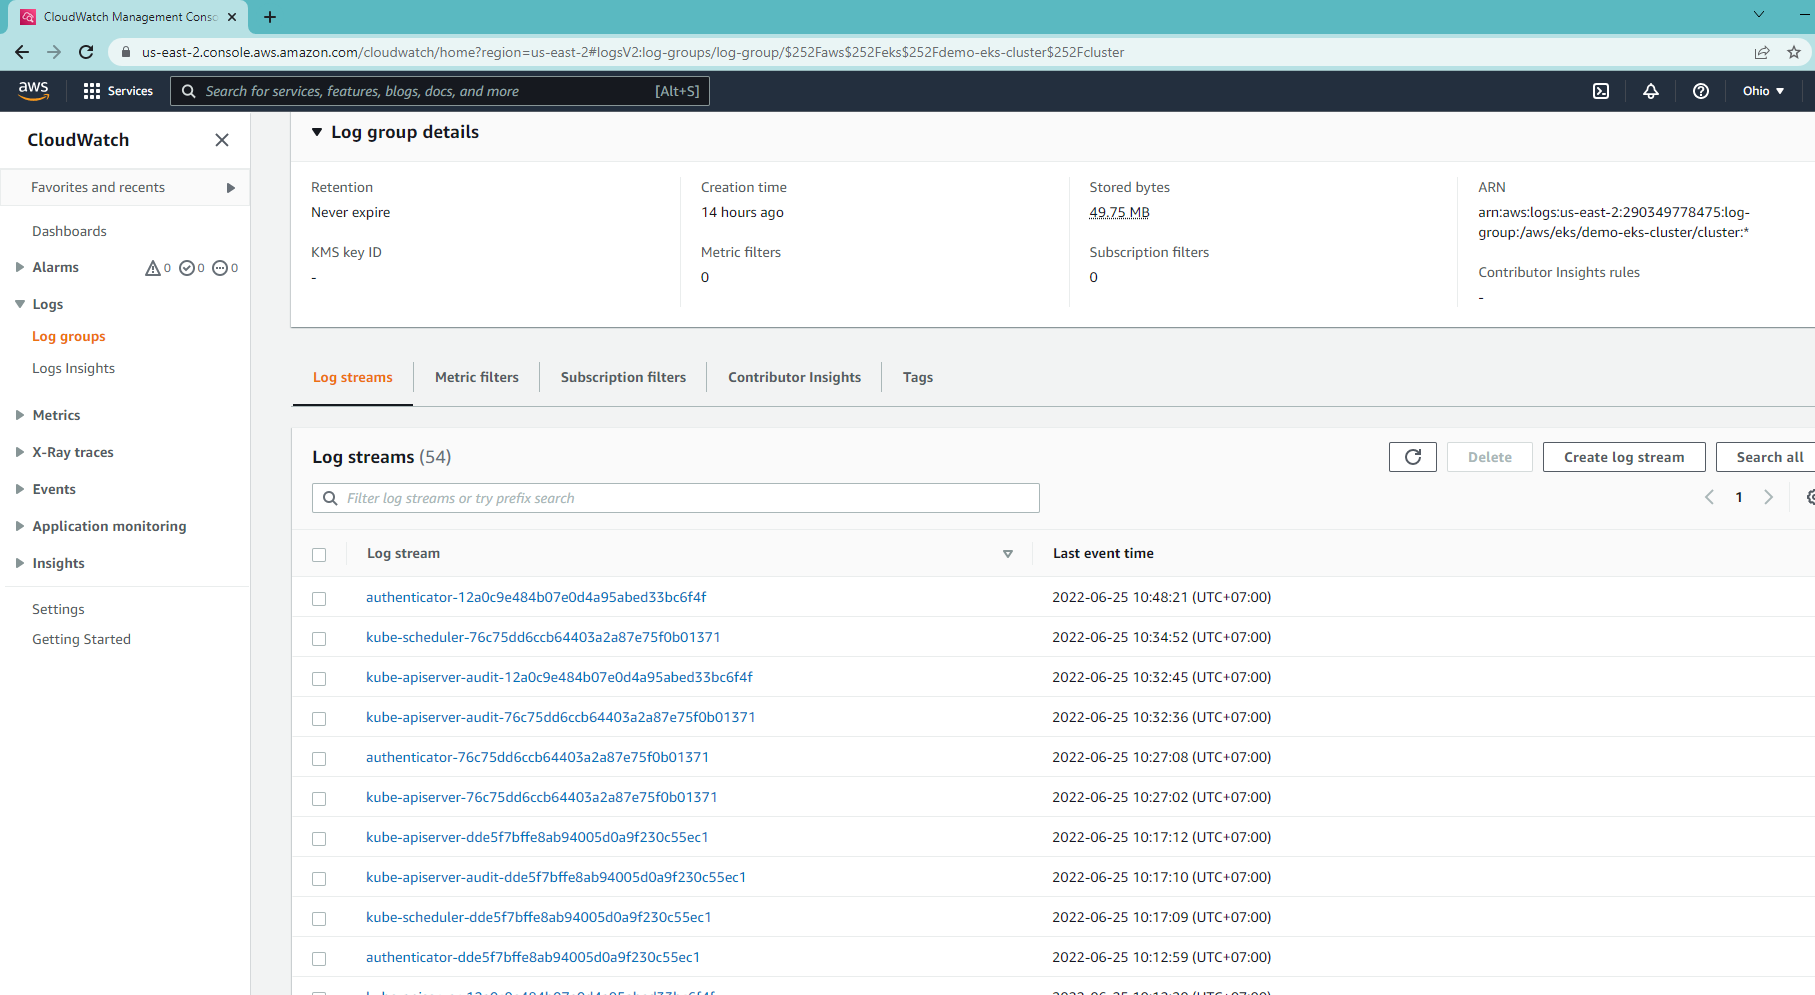 CloudWatch Management Conso
us-east-2.console.aws.amazon.com/cloudwatch/home?region=us-east-2#logsV2:log-groups/log-group/$252Faws$252Feks$252Fdemo-eks-cluster$252Fcluster
aws
Services
Search for services, features, blogs, docs, and more
[Alt+S]
Ohio
CloudWatch
Favorites and recents
Dashboards
Alarms
0
0
0
Logs
Log groups
Logs Insights
Metrics
X-Ray traces
Events
Application monitoring
Insights
Settings
Getting Started
Log group details
Retention
Never expire
KMS key ID
-
Creation time
14 hours ago
Metric filters
0
Stored bytes
49.75 MB
Subscription filters
0
ARN
arn:aws:logs:us-east-2:290349778475:log-
group:/aws/eks/demo-eks-cluster/cluster:*
Contributor Insights rules
-
Log streams
Metric filters
Subscription filters
Contributor Insights
Tags
Log streams (54)
Delete
Create log stream
Search all
Filter log streams or try prefix search
1
Log stream
Last event time
authenticator-12a0c9e484b07e0d4a95abed33bc6f4f 2022-06-25 10:48:21 (UTC+07:00)
kube-scheduler-76c75dd6ccb64403a2a87e75f0b01371 2022-06-25 10:34:52 (UTC+07:00)
kube-apiserver-audit-12a0c9e484b07e0d4a95abed33bc6f4f 2022-06-25 10:32:45 (UTC+07:00)
kube-apiserver-audit-76c75dd6ccb64403a2a87e75f0b01371 2022-06-25 10:32:36 (UTC+07:00)
authenticator-76c75dd6ccb64403a2a87e75f0b01371 2022-06-25 10:27:08 (UTC+07:00)
kube-apiserver-76c75dd6ccb64403a2a87e75f0b01371 2022-06-25 10:27:02 (UTC+07:00)
kube-apiserver-dde5f7bffe8ab94005d0a9f230c55ec1 2022-06-25 10:17:12 (UTC+07:00)
kube-apiserver-audit-dde5f7bffe8ab94005d0a9f230c55ec1 2022-06-25 10:17:10 (UTC+07:00)
kube-scheduler-dde5f7bffe8ab94005d0a9f230c55ec1 2022-06-25 10:17:09 (UTC+07:00)
authenticator-dde5f7bffe8ab94005d0a9f230c55ec1 2022-06-25 10:12:59 (UTC+07:00)